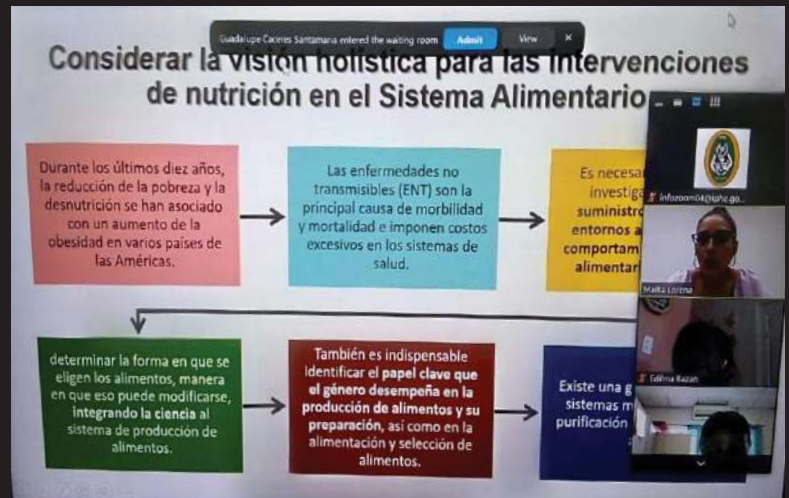 Guadalupe Caceres Santamaria entered the waiting room Admit View
Considerar la visión holística para las intervenciones
de nutrición en el Sistema Alimentario
Durante los últimos diez años,
la reducción de la pobreza y la
desnutrición se han asociado
con un aumento de la
obesidad en varios países de
las Américas.
Las enfermedades no
transmisibles (ENT) son la
principal causa de morbilidad
y mortalidad e imponen costos
excesivos en los sistemas de
salud.
Es
investiga
suministro
entornos a
comportam
alimentar
determinar la forma en que se
eligen los alimentos, manera
en que eso puede modificarse,
integrando la ciencia al
sistema de producción de
alimentos.
También es indispensable
identificar el papel clave que
el género desempeña en la
producción de alimentos y su
preparación, así como en la
alimentación y selección de
alimentos.
Existe una g
sistemas m
purificación
Maika Lorena
Edilma